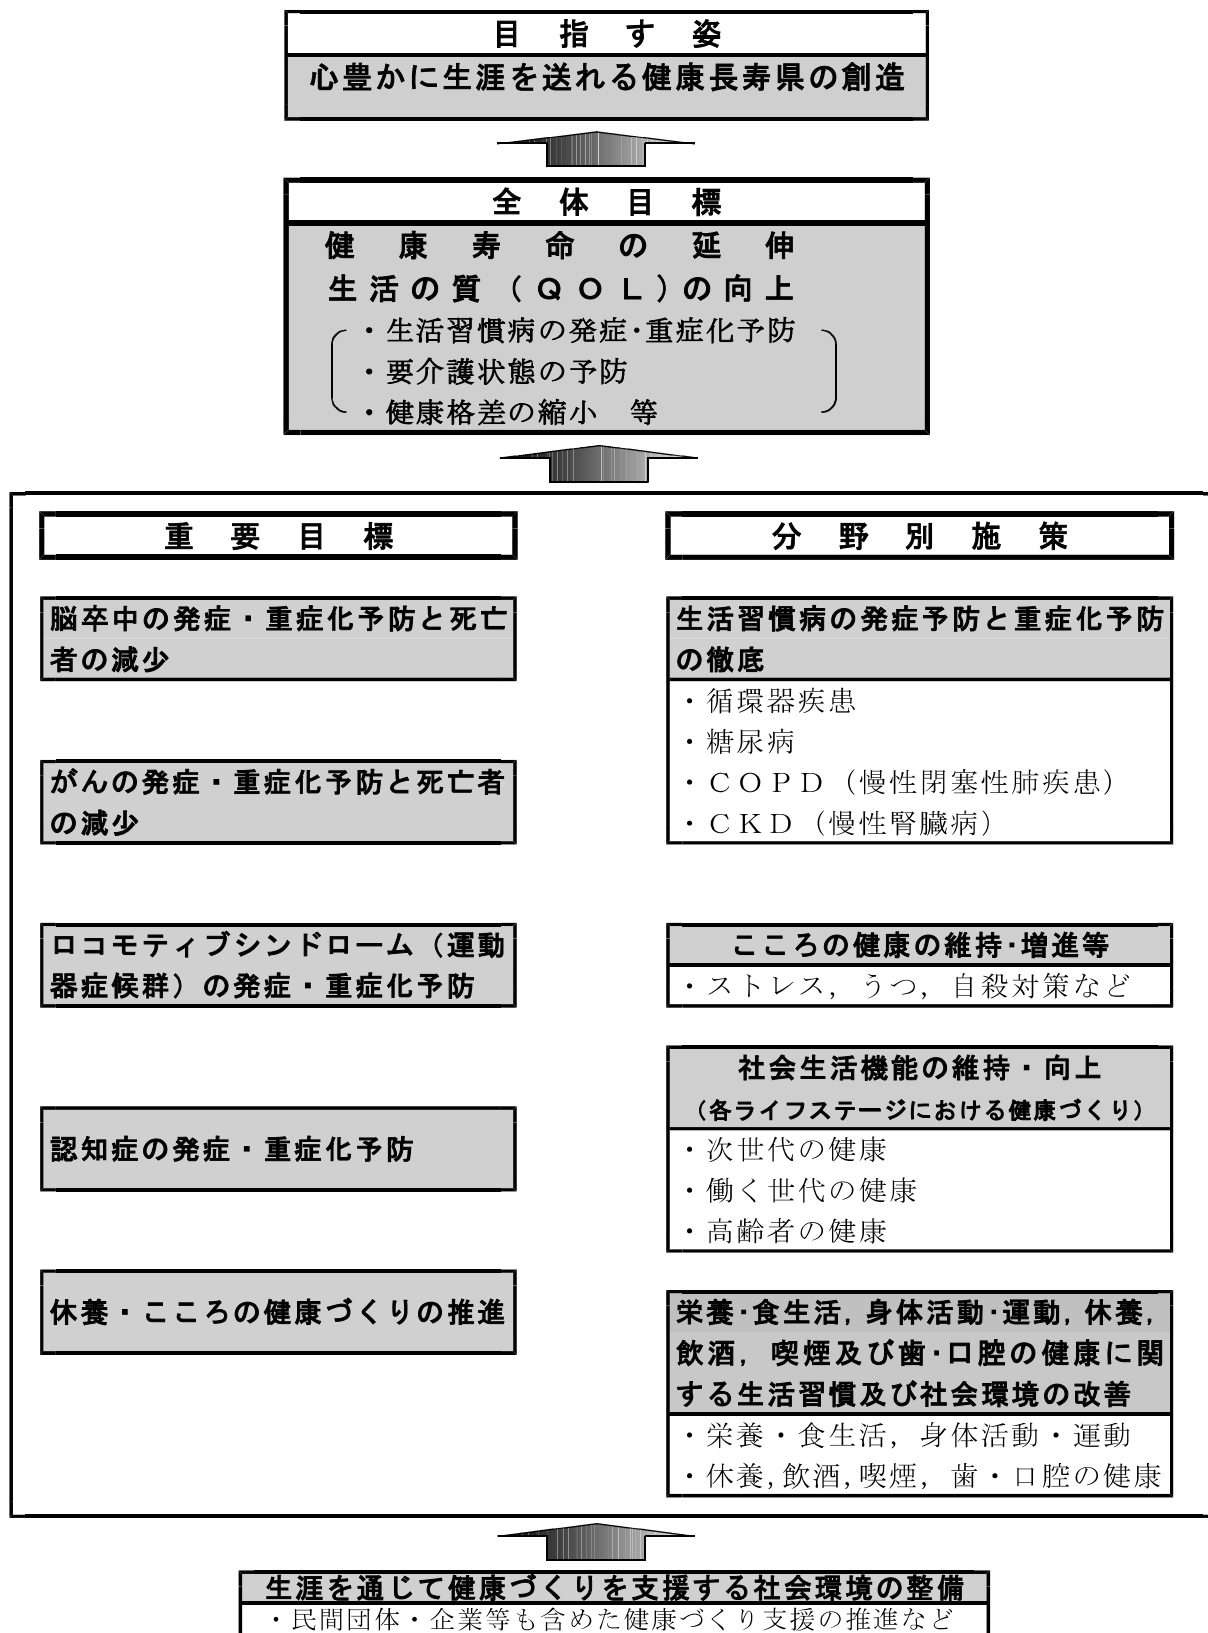 目指す姿
心豊かに生涯を送れる健康長寿県の創造
全体目標
健康寿命の延伸
生活の質（ＱＯＬ）の向上
・生活習慣病の発症・重症化予防
・要介護状態の予防
・健康格差の縮小　等
重要目標
脳卒中の発症・重症化予防と死亡
者の減少
がんの発症・重症化予防と死亡者
の減少
ロコモティブシンドローム（運動
器症候群）の発症・重症化予防
認知症の発症・重症化予防
休養・こころの健康づくりの推進
分野別施策
生活習慣病の発症予防と重症化予防
の徹底
・循環器疾患
・糖尿病
・ＣＯＰＤ（慢性閉塞性肺疾患）
・ＣＫＤ（慢性腎臓病）
こころの健康の維持・増進等
・ストレス，うつ，自殺対策など
社会生活機能の維持・向上
（各ライフステージにおける健康づくり）
・次世代の健康
・働く世代の健康
・高齢者の健康
栄養・食生活，身体活動・運動，休養，
飲酒，喫煙及び歯・口腔の健康に関
する生活習慣及び社会環境の改善
・栄養・食生活，身体活動・運動
・休養，飲酒，喫煙，歯・口腔の健康
生涯を通じて健康づくりを支援する社会環境の整備
・民間団体・企業等も含めた健康づくり支援の推進など